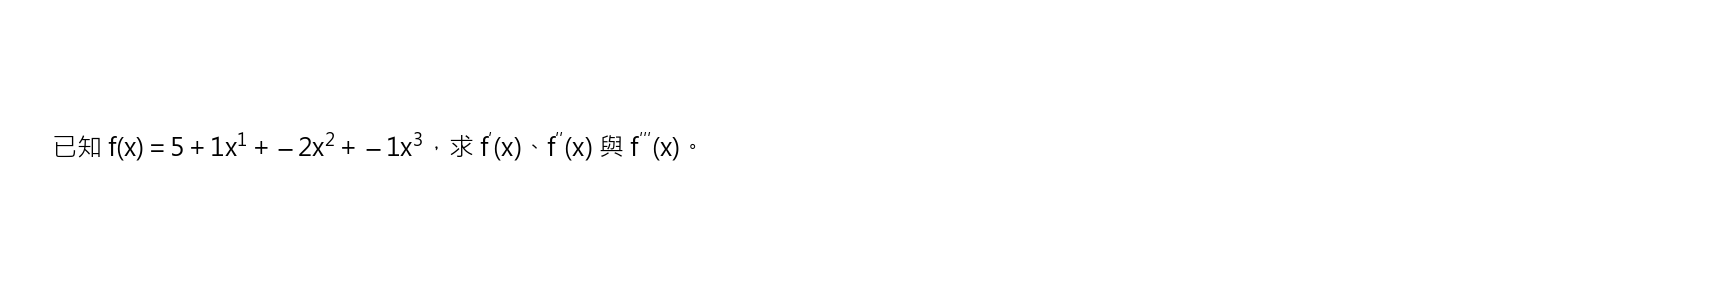 已知 f(x) = 5 + 1x¹ + −2x² + −1x³，求 f′(x)、f′′(x) 與 f′′′(x)。